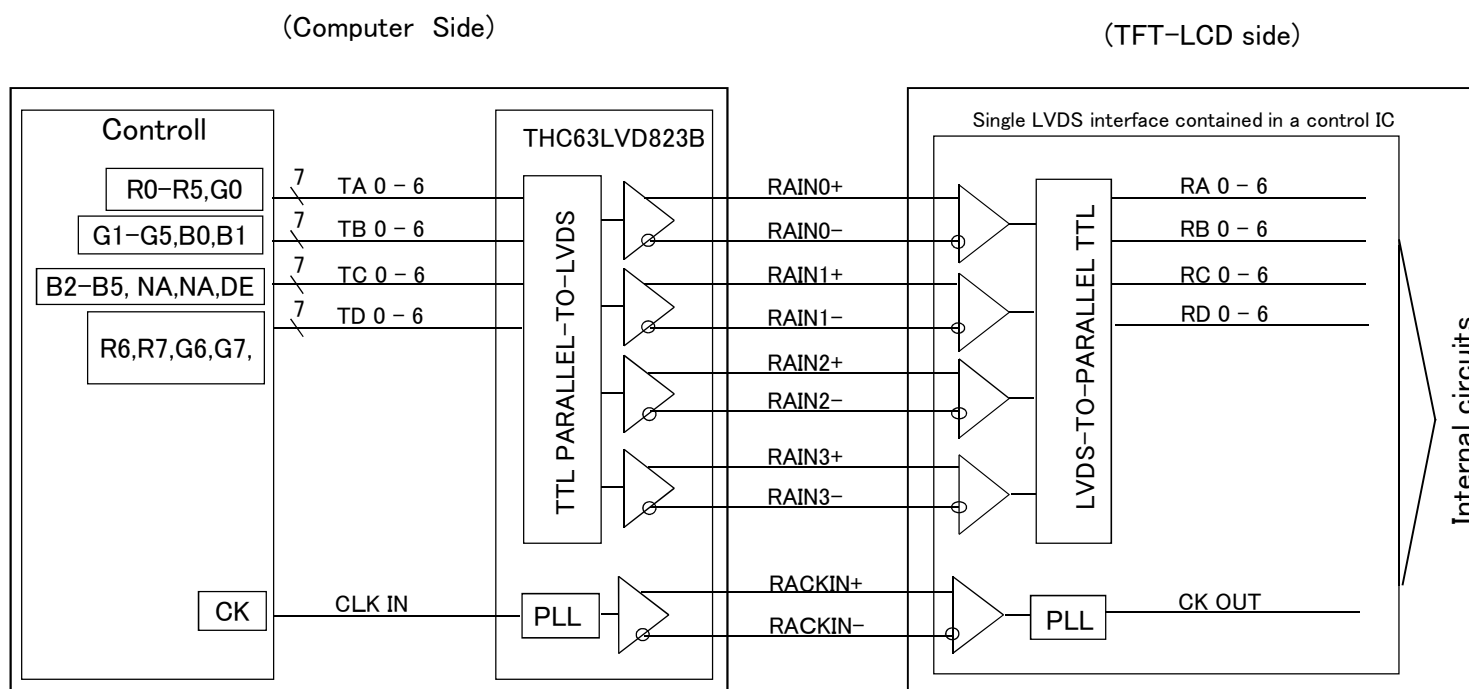 (Computer Side)
(TFT-LCD side)
Controll
THC63LVD823B
Single LVDS interface contained in a control IC
R0-R5,G0
7
TA 0 - 6
RAIN0+
RA 0 - 6
G1-G5,B0,B1
7
TB 0 - 6
RAIN0-
RB 0 - 6
B2-B5, NA,NA,DE
7
TC 0 - 6
RAIN1+
RC 0 - 6
R6,R7,G6,G7,
7
TD 0 - 6
RAIN1-
RD 0 - 6
TTL PARALLEL-TO-LVDS
RAIN2+
RAIN2-
RAIN3+
RAIN3-
LVDS-TO-PARALLEL TTL
Internal circuits
CK
CLK IN
PLL
RACKIN+
RACKIN-
PLL
CK OUT